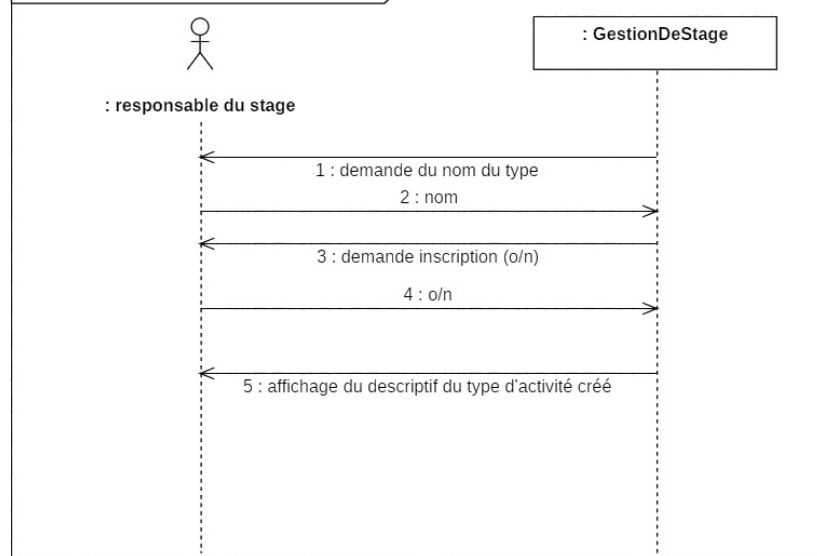 : GestionDeStage
: responsable du stage
1 : demande du nom du type
2 : nom
3 : demande inscription (o/n)
4 : o/n
5 : affichage du descriptif du type d'activité créé